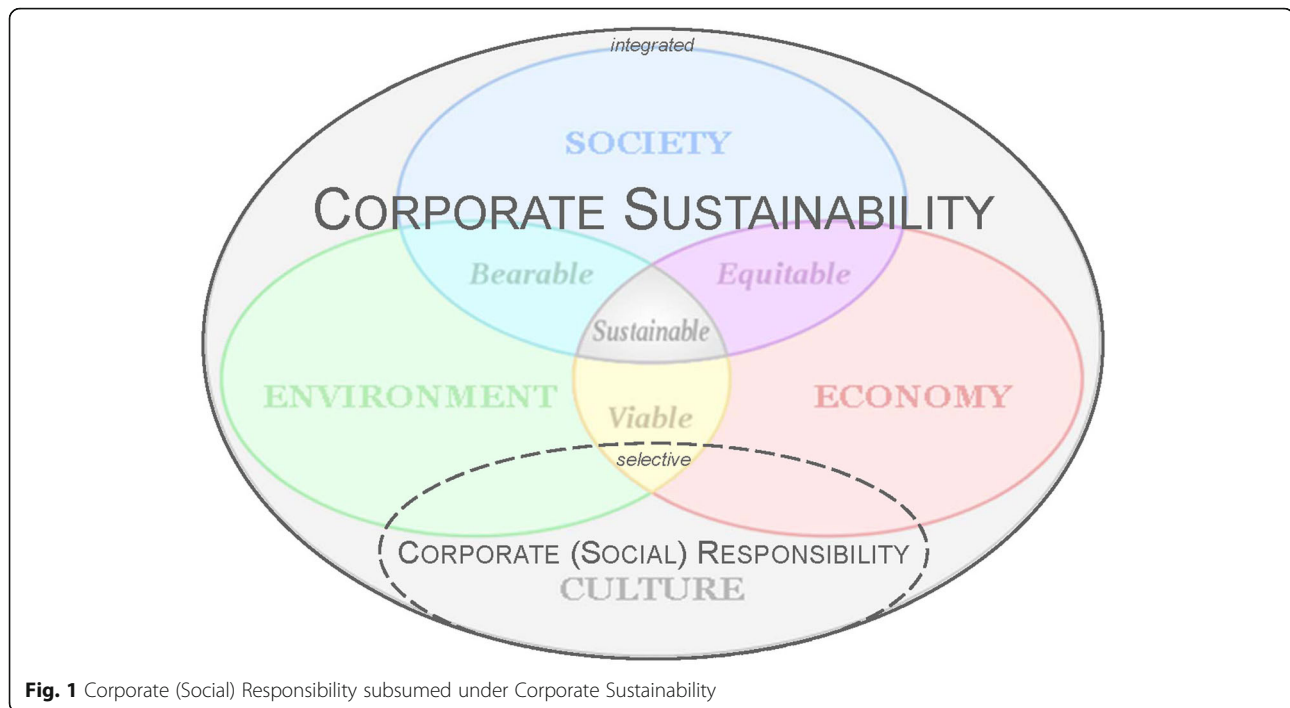 integrated
SOCIETY
CORPORATE SUSTAINABILITY
Bearable
Equitable
Sustainable
ENVIRONMENT
ECONOMY
Viable
selective
CORPORATE (SOCIAL) RESPONSIBILITY
CULTURE
Fig. 1 Corporate (Social) Responsibility subsumed under Corporate Sustainability